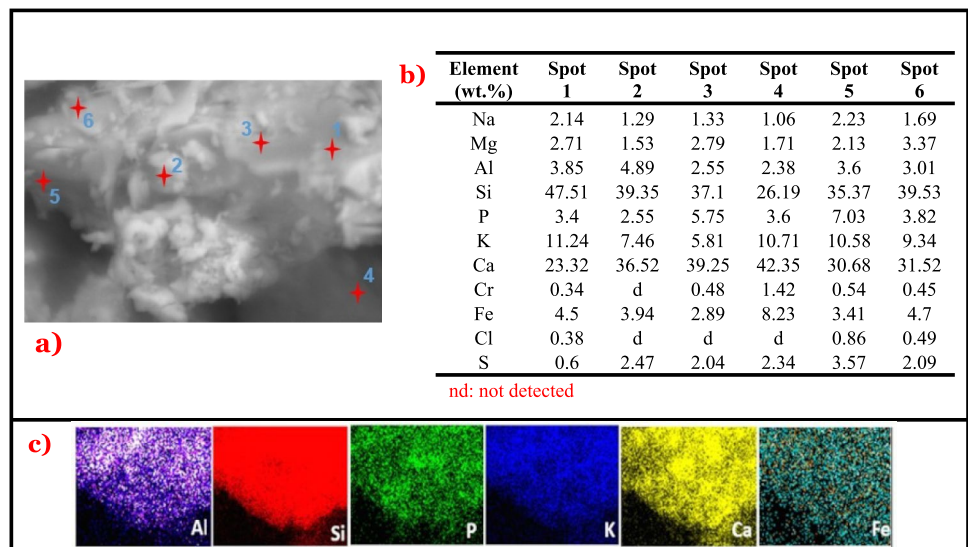 6
3
1
2
5
4
a)
b)
Element (wt.%) Spot 1 Spot 2 Spot 3 Spot 4 Spot 5 Spot 6
Na 2.14 1.29 1.33 1.06 2.23 1.69
Mg 2.71 1.53 2.79 1.71 2.13 3.37
Al 3.85 4.89 2.55 2.38 3.6 3.01
Si 47.51 39.35 37.1 26.19 35.37 39.53
P 3.4 2.55 5.75 3.6 7.03 3.82
K 11.24 7.46 5.81 10.71 10.58 9.34
Ca 23.32 36.52 39.25 42.35 30.68 31.52
Cr 0.34 d 0.48 1.42 0.54 0.45
Fe 4.5 3.94 2.89 8.23 3.41 4.7
Cl 0.38 d d d 0.86 0.49
S 0.6 2.47 2.04 2.34 3.57 2.09
nd: not detected
c)
Al Si P K Ca Fe